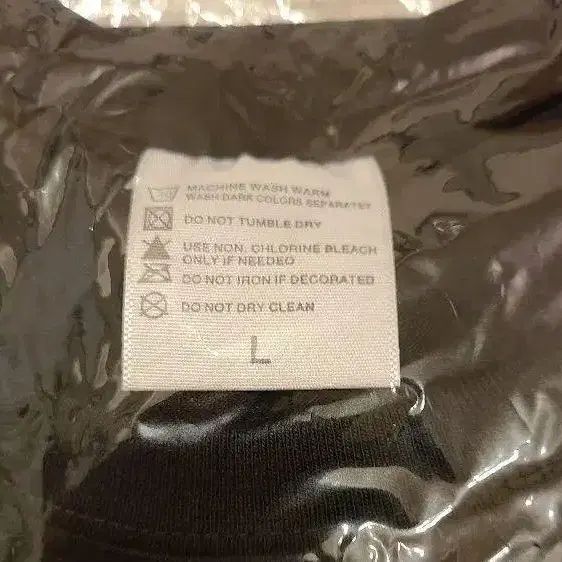 MACHINE WASH WARM
WASH DARK COLORS SEPARATELY
DO NOT TUMBLE DRY
USE NON. CHLORINE BLEACH
ONLY IF NEEDED
DO NOT IRON IF DECORATED
DO NOT DRY CLEAN
L